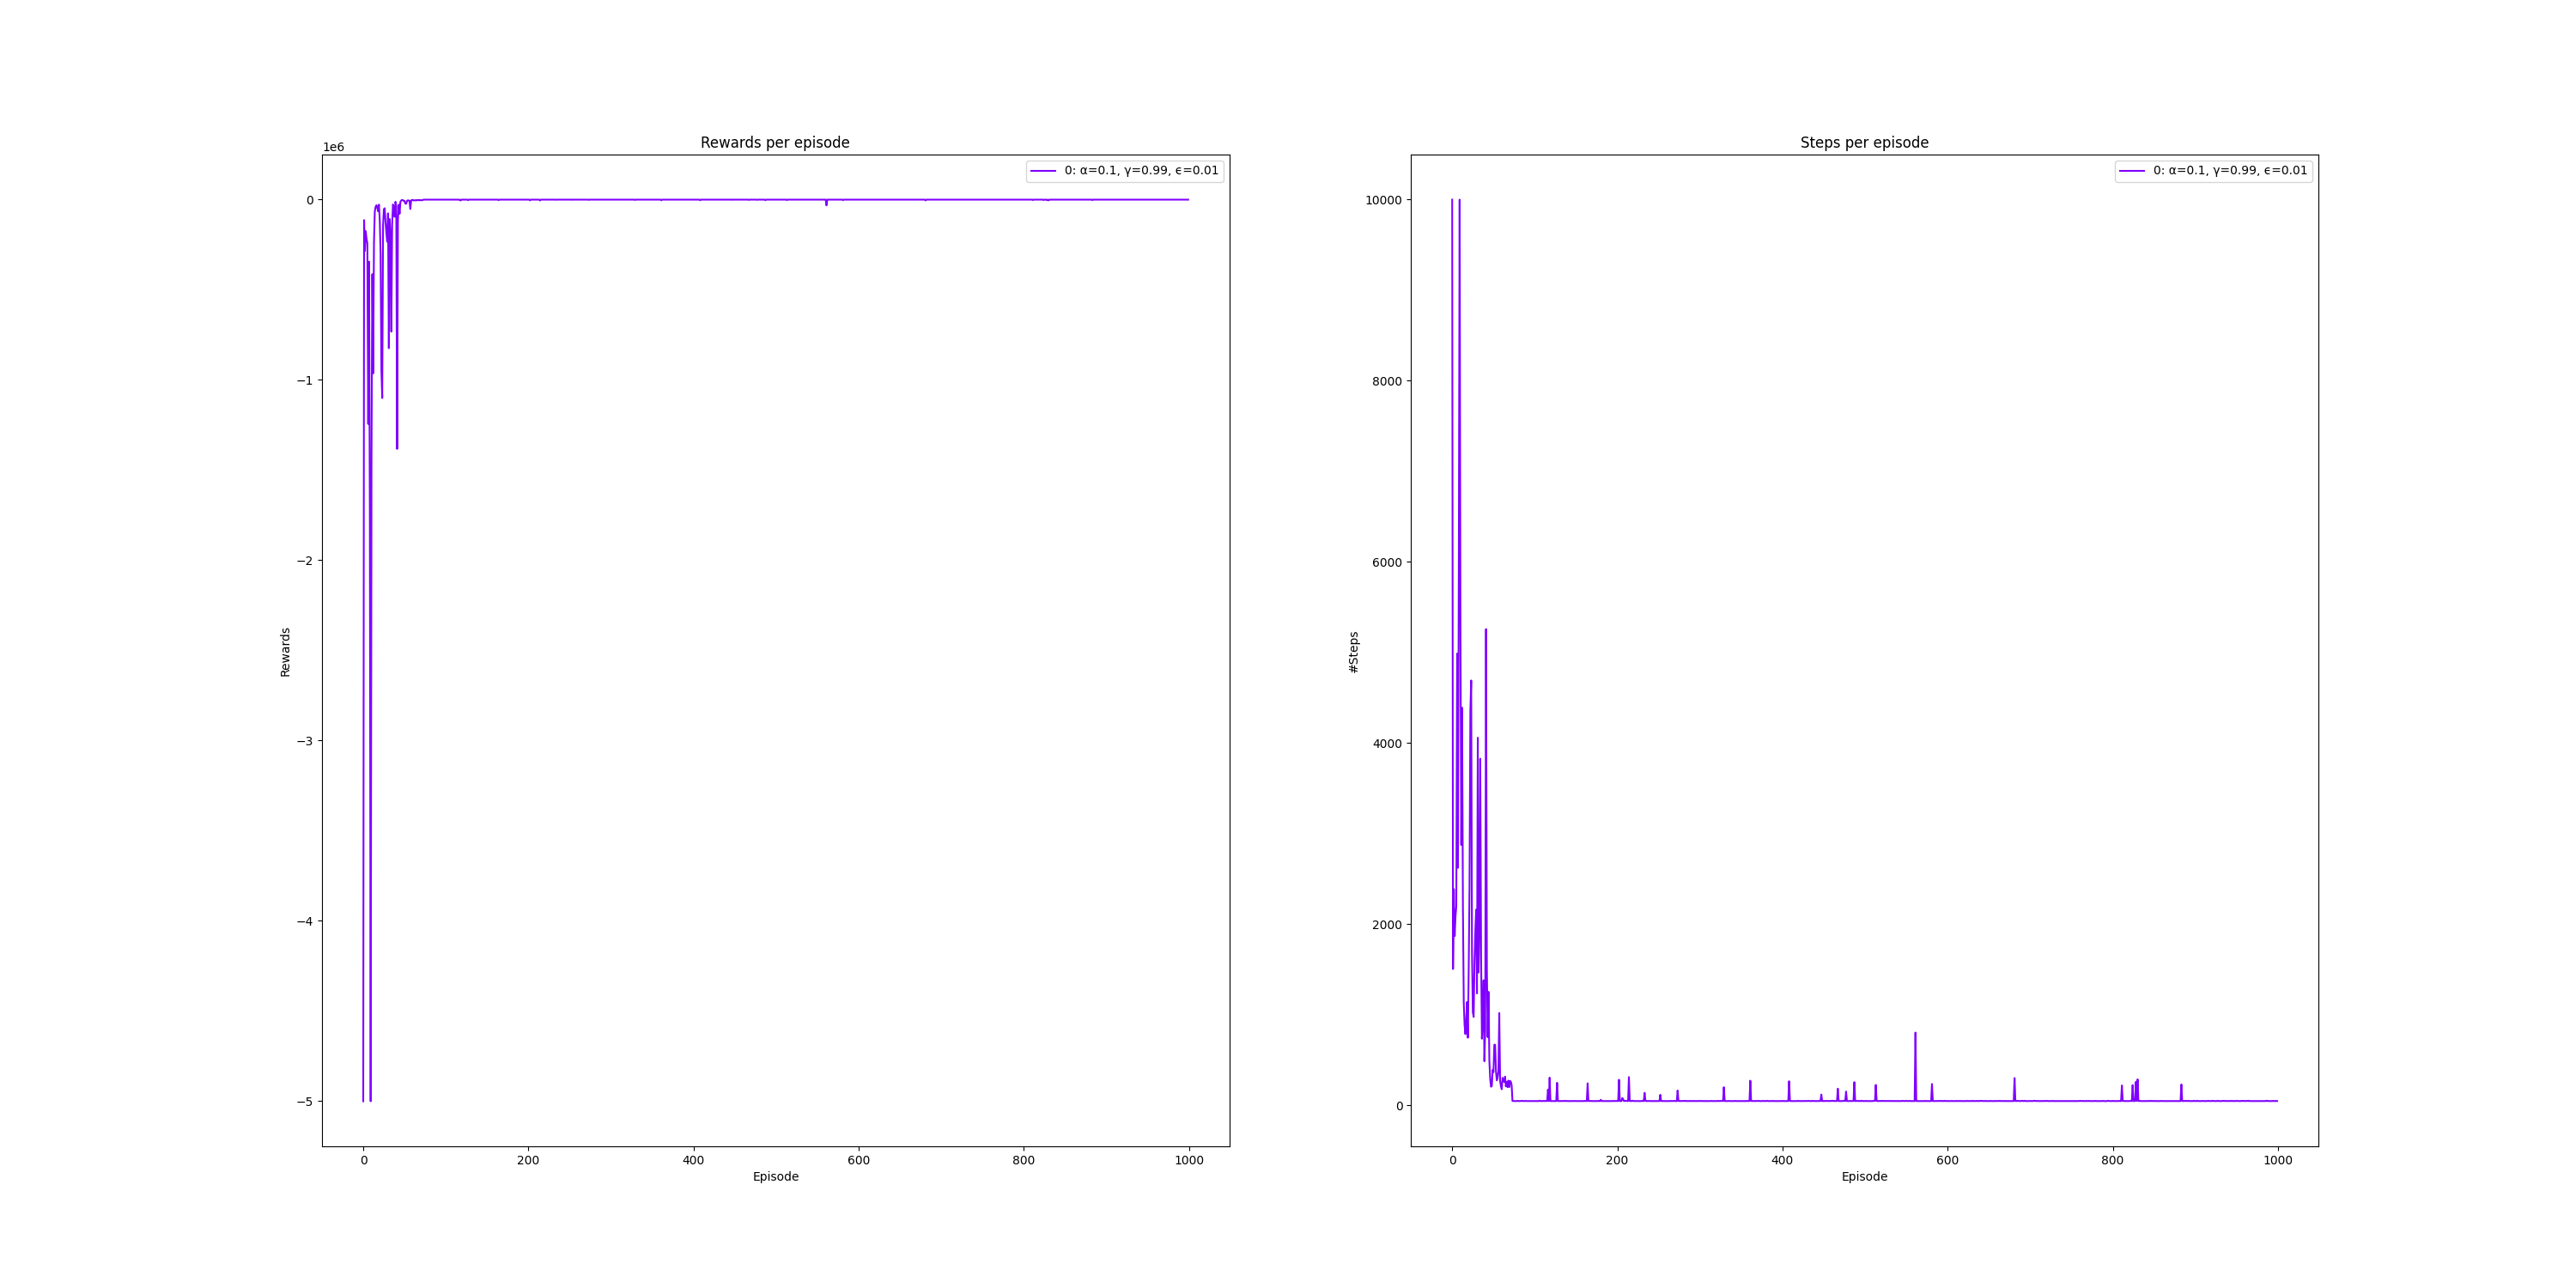 Rewards per episode
1e6
0: α=0.1, γ=0.99, ϵ=0.01
0
−1
−2
−3
−4
−5
Rewards
0 200 400 600 800 1000
Episode
Steps per episode
0: α=0.1, γ=0.99, ϵ=0.01
10000
8000
6000
4000
2000
0
#Steps
0 200 400 600 800 1000
Episode